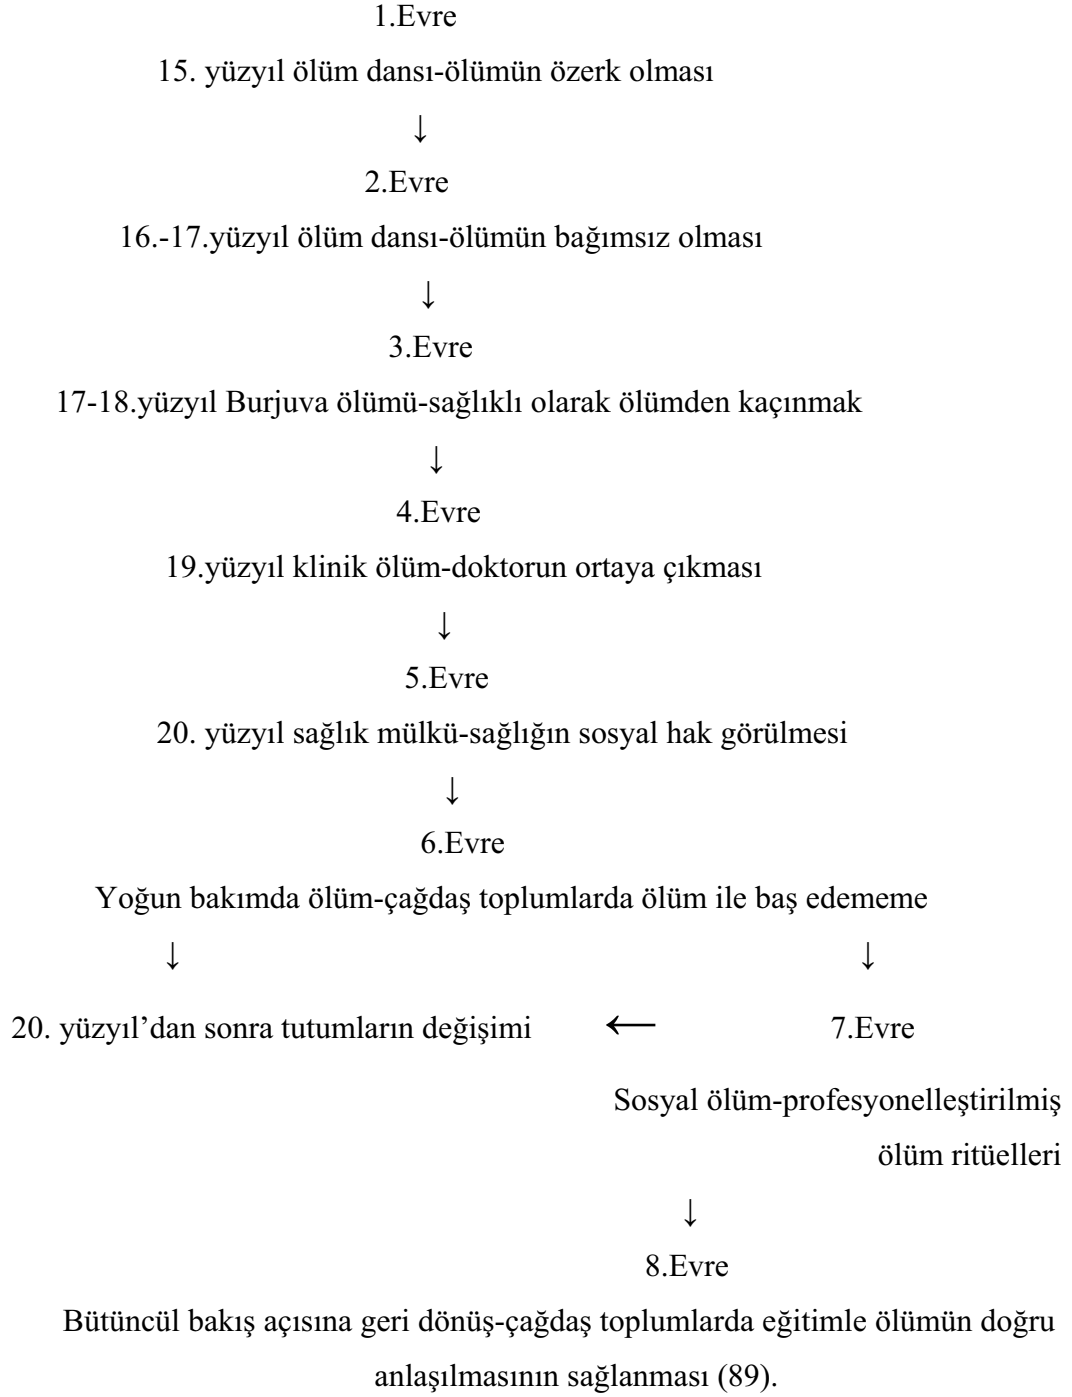 1.Evre
15. yüzyıl ölüm dansı-ölümün özerk olması
↓
2.Evre
16.-17.yüzyıl ölüm dansı-ölümün bağımsız olması
↓
3.Evre
17-18.yüzyıl Burjuva ölümü-sağlıklı olarak ölümden kaçınmak
↓
4.Evre
19.yüzyıl klinik ölüm-doktorun ortaya çıkması
↓
5.Evre
20. yüzyıl sağlık mülkü-sağlığın sosyal hak görülmesi
↓
6.Evre
Yoğun bakımda ölüm-çağdaş toplumlarda ölüm ile baş edememe
↓ ↓
20. yüzyıl’dan sonra tutumların değişimi ← 7.Evre
Sosyal ölüm-profesyonelleştirilmiş
ölüm ritüelleri
↓
8.Evre
Bütüncül bakış açısına geri dönüş-çağdaş toplumlarda eğitimle ölümün doğru
anlaşılmasının sağlanması (89).